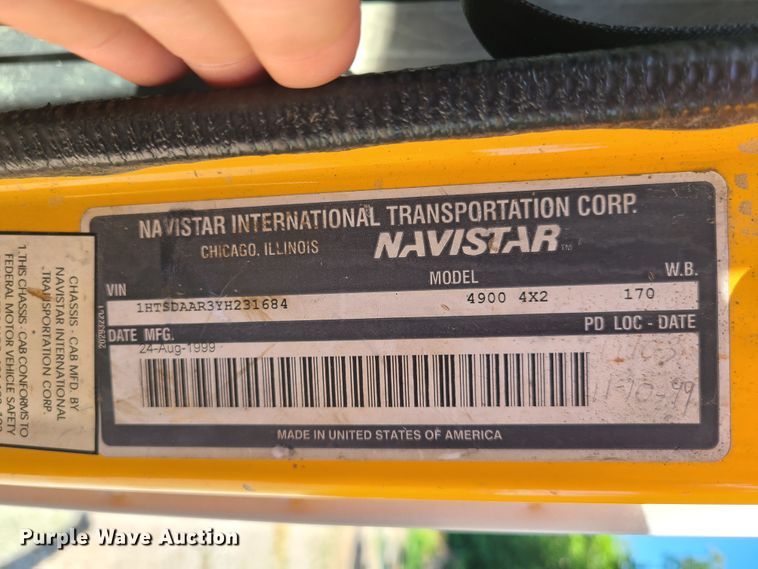 NAVISTAR INTERNATIONAL TRANSPORTATION CORP.
CHICAGO, ILLINOIS NAVISTAR TM
VIN MODEL W.B.
1HTSDAAR3YH231684 4900 4X2 170
DATE MFG. PD LOC - DATE
24-Aug-1999
11-10-99
MADE IN UNITED STATES OF AMERICA
CHASSIS - CAB MFD. BY
NAVISTAR INTERNATIONAL
TRANSPORTATION CORP.
1. THIS CHASSIS - CAB CONFORMS TO
FEDERAL MOTOR VEHICLE SAFETY
Purple Wave Auction